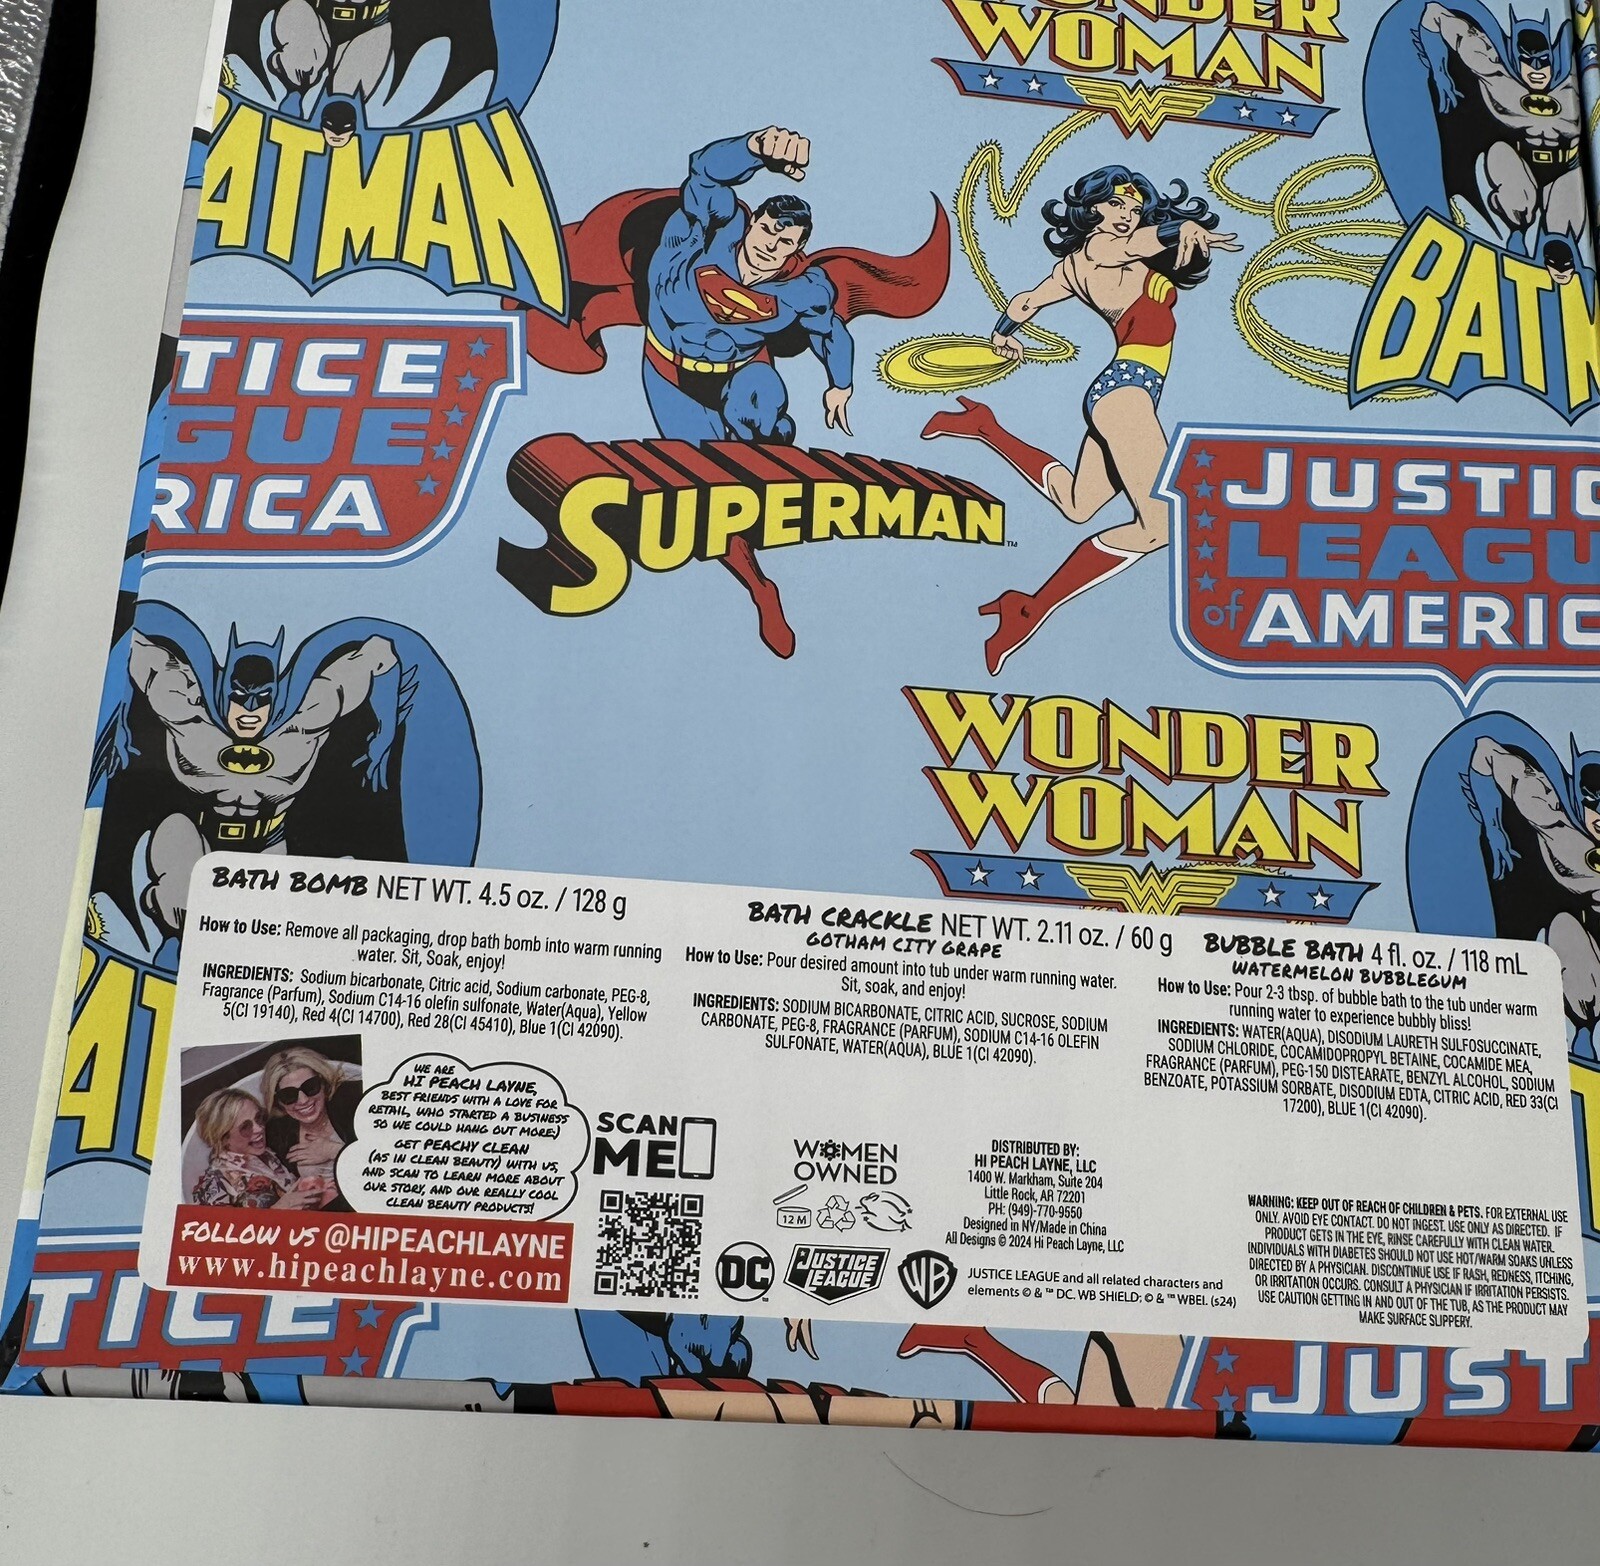 WONDER
WOMAN
BATMAN
TICE
GUE
RICA
SUPERMAN™
BATM
JUSTIC
LEAGU
of AMERIC
WONDER
WOMAN
BATH BOMB NET WT. 4.5 oz. / 128 g
How to Use: Remove all packaging, drop bath bomb into warm running
water. Sit, Soak, enjoy!
INGREDIENTS: Sodium bicarbonate, Citric acid, Sodium carbonate, PEG-8,
Fragrance (Parfum), Sodium C14-16 olefin sulfonate, Water(Aqua), Yellow
5(CI 19140), Red 4(CI 14700), Red 28(CI 45410), Blue 1(CI 42090).
BATH CRACKLE NET WT. 2.11 oz. / 60 g
GOTHAM CITY GRAPE
How to Use: Pour desired amount into tub under warm running water.
Sit, soak, and enjoy!
INGREDIENTS: SODIUM BICARBONATE, CITRIC ACID, SUCROSE, SODIUM
CARBONATE, PEG-8, FRAGRANCE (PARFUM), SODIUM C14-16 OLEFIN
SULFONATE, WATER(AQUA), BLUE 1(CI 42090).
BUBBLE BATH 4 fl. oz. / 118 mL
WATERMELON BUBBLEGUM
How to Use: Pour 2-3 tbsp. of bubble bath to the tub under warm
running water to experience bubbly bliss!
INGREDIENTS: WATER(AQUA), DISODIUM LAURETH SULFOSUCCINATE,
SODIUM CHLORIDE, COCAMIDOPROPYL BETAINE, COCAMIDE MEA,
FRAGRANCE (PARFUM), PEG-150 DISTEARATE, BENZYL ALCOHOL, SODIUM
BENZOATE, POTASSIUM SORBATE, DISODIUM EDTA, CITRIC ACID, RED 33(CI
17200), BLUE 1(CI 42090).
WE ARE
HI PEACH LAYNE,
BEST FRIENDS WITH A LOVE FOR
RETAIL, WHO STARTED A BUSINESS
SO WE COULD HANG OUT MORE:)
GET PEACHY CLEAN
(AS IN CLEAN BEAUTY) WITH US,
AND SCAN TO LEARN MORE ABOUT
OUR STORY, AND OUR REALLY COOL
CLEAN BEAUTY PRODUCTS!
FOLLOW US @HIPEACHLAYNE
www.hipeachlayne.com
SCAN
ME
WOMEN
OWNED
12 M
DISTRIBUTED BY:
HI PEACH LAYNE, LLC
1400 W. Markham, Suite 204
Little Rock, AR 72201
PH: (949)-770-9550
Designed in NY/Made in China
All Designs © 2024 Hi Peach Layne, LLC
DC
JUSTICE
LEAGUE
WB
JUSTICE LEAGUE and all related characters and
elements © & ™ DC. WB SHIELD: © & ™ WBEI. (s24)
WARNING: KEEP OUT OF REACH OF CHILDREN & PETS. FOR EXTERNAL USE
ONLY. AVOID EYE CONTACT. DO NOT INGEST. USE ONLY AS DIRECTED. IF
PRODUCT GETS IN THE EYE, RINSE CAREFULLY WITH CLEAN WATER.
INDIVIDUALS WITH DIABETES SHOULD NOT USE HOT/WARM SOAKS UNLESS
DIRECTED BY A PHYSICIAN. DISCONTINUE USE IF RASH, REDNESS, ITCHING,
OR IRRITATION OCCURS. CONSULT A PHYSICIAN IF IRRITATION PERSISTS.
USE CAUTION GETTING IN AND OUT OF THE TUB, AS THE PRODUCT MAY
MAKE SURFACE SLIPPERY.
TICE
JUST